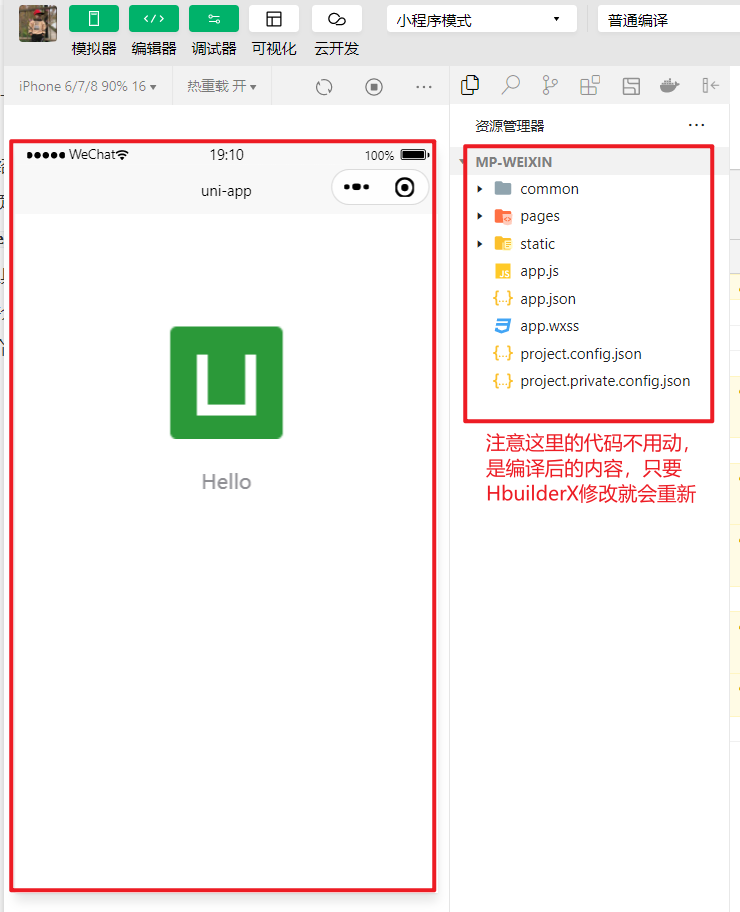 小程序模式
普通编译
模拟器 编辑器 调试器 可视化 云开发
iPhone 6/7/8 90% 16
热重载 开
资源管理器
WeChat
19:10
100%
uni-app
Hello
MP-WEIXIN
common
pages
static
app.js
app.json
app.wxss
project.config.json
project.private.config.json
注意这里的代码不用动，
是编译后的内容，只要
HbuilderX修改就会重新